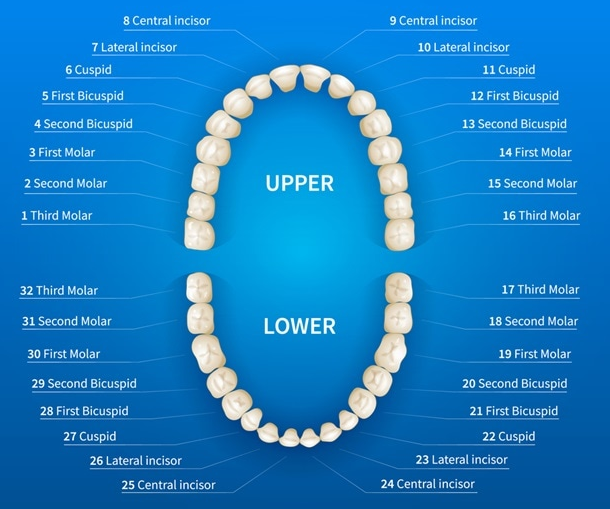 8 Central incisor
9 Central incisor
7 Lateral incisor
10 Lateral incisor
6 Cuspid
11 Cuspid
5 First Bicuspid
12 First Bicuspid
4 Second Bicuspid
13 Second Bicuspid
3 First Molar
14 First Molar
2 Second Molar
UPPER
15 Second Molar
1 Third Molar
16 Third Molar
32 Third Molar
17 Third Molar
31 Second Molar
LOWER
18 Second Molar
30 First Molar
19 First Molar
29 Second Bicuspid
20 Second Bicuspid
28 First Bicuspid
21 First Bicuspid
27 Cuspid
22 Cuspid
26 Lateral incisor
23 Lateral incisor
25 Central incisor
24 Central incisor